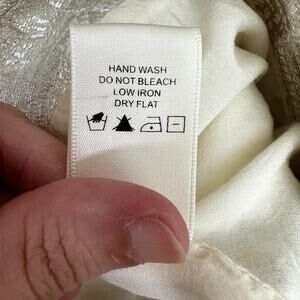 HAND WASH
DO NOT BLEACH
LOW IRON
DRY FLAT